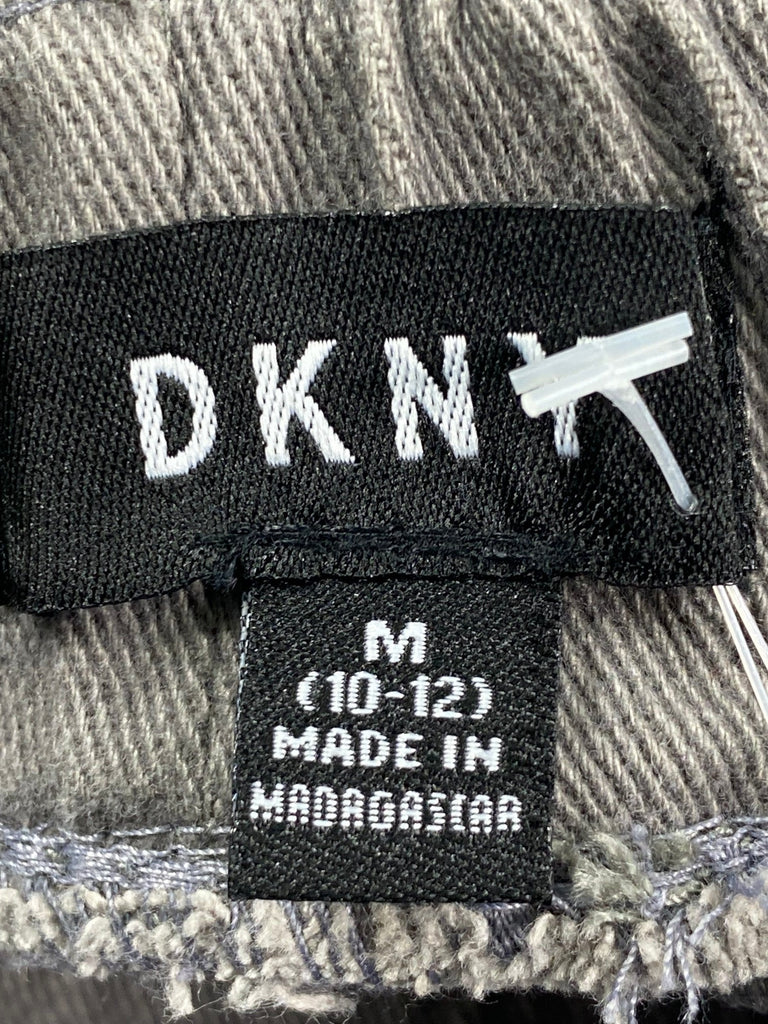 DKNY
M
(10-12)
MADE IN
MADAGASCAR